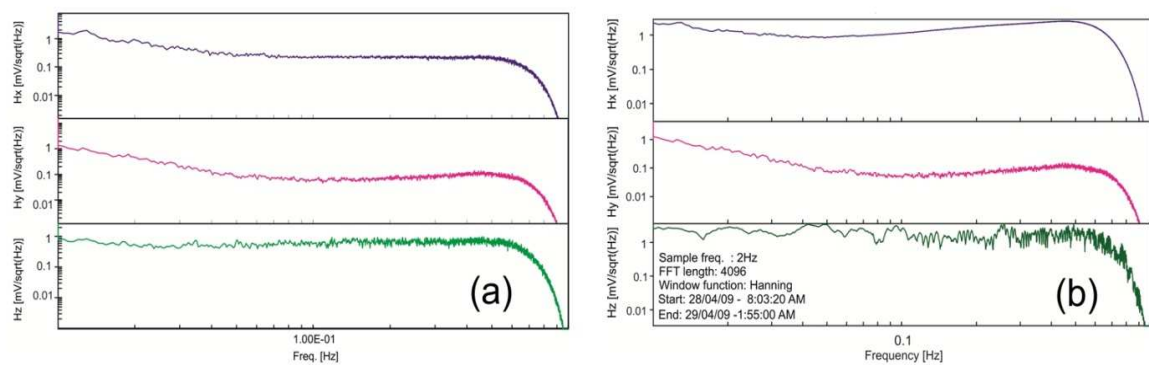 Hx [mV/sqrt(Hz)]
1
0.1
0.01
Hy [mV/sqrt(Hz)]
1
0.1
0.01
Hz [mV/sqrt(Hz)]
1
0.1
0.01
(a)
1.00E-01
Freq. [Hz]
Hx [mV/sqrt(Hz)]
1
0.1
0.01
Hy [mV/sqrt(Hz)]
1
0.1
0.01
Hz [mV/sqrt(Hz)]
1
0.1
0.01
Sample freq. : 2Hz
FFT length: 4096
Window function: Hanning
Start: 28/04/09 - 8:03:20 AM
End: 29/04/09 -1:55:00 AM
(b)
0.1
Frequency [Hz]